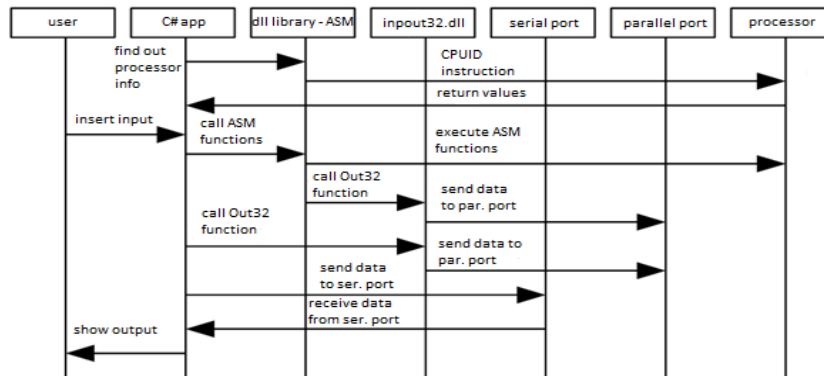 user
C# app
dll library - ASM
inpout32.dll
serial port
parallel port
processor
find out
processor
info
CPUID
instruction
return values
insert input
call ASM
functions
execute ASM
functions
call Out32
function
send data
to par. port
call Out32
function
send data to
par. port
send data
to ser. port
receive data
from ser. port
show output